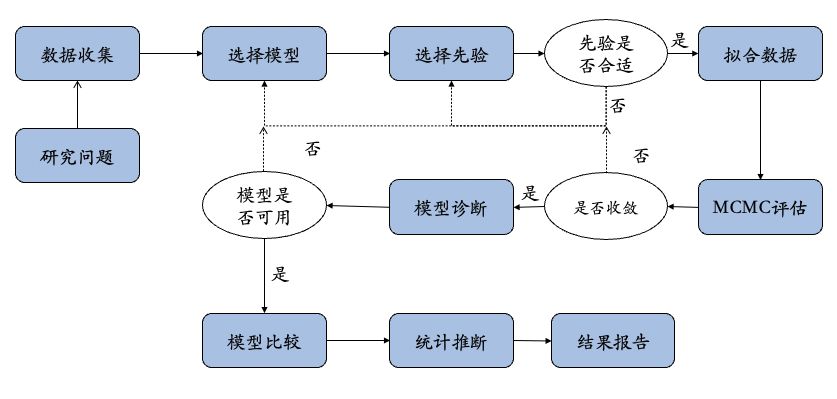 数据收集
选择模型
选择先验
先验是
否合适
是
拟合数据
否
研究问题
否
否
模型是
否可用
模型诊断
是
是否收敛
MCMC评估
是
模型比较
统计推断
结果报告